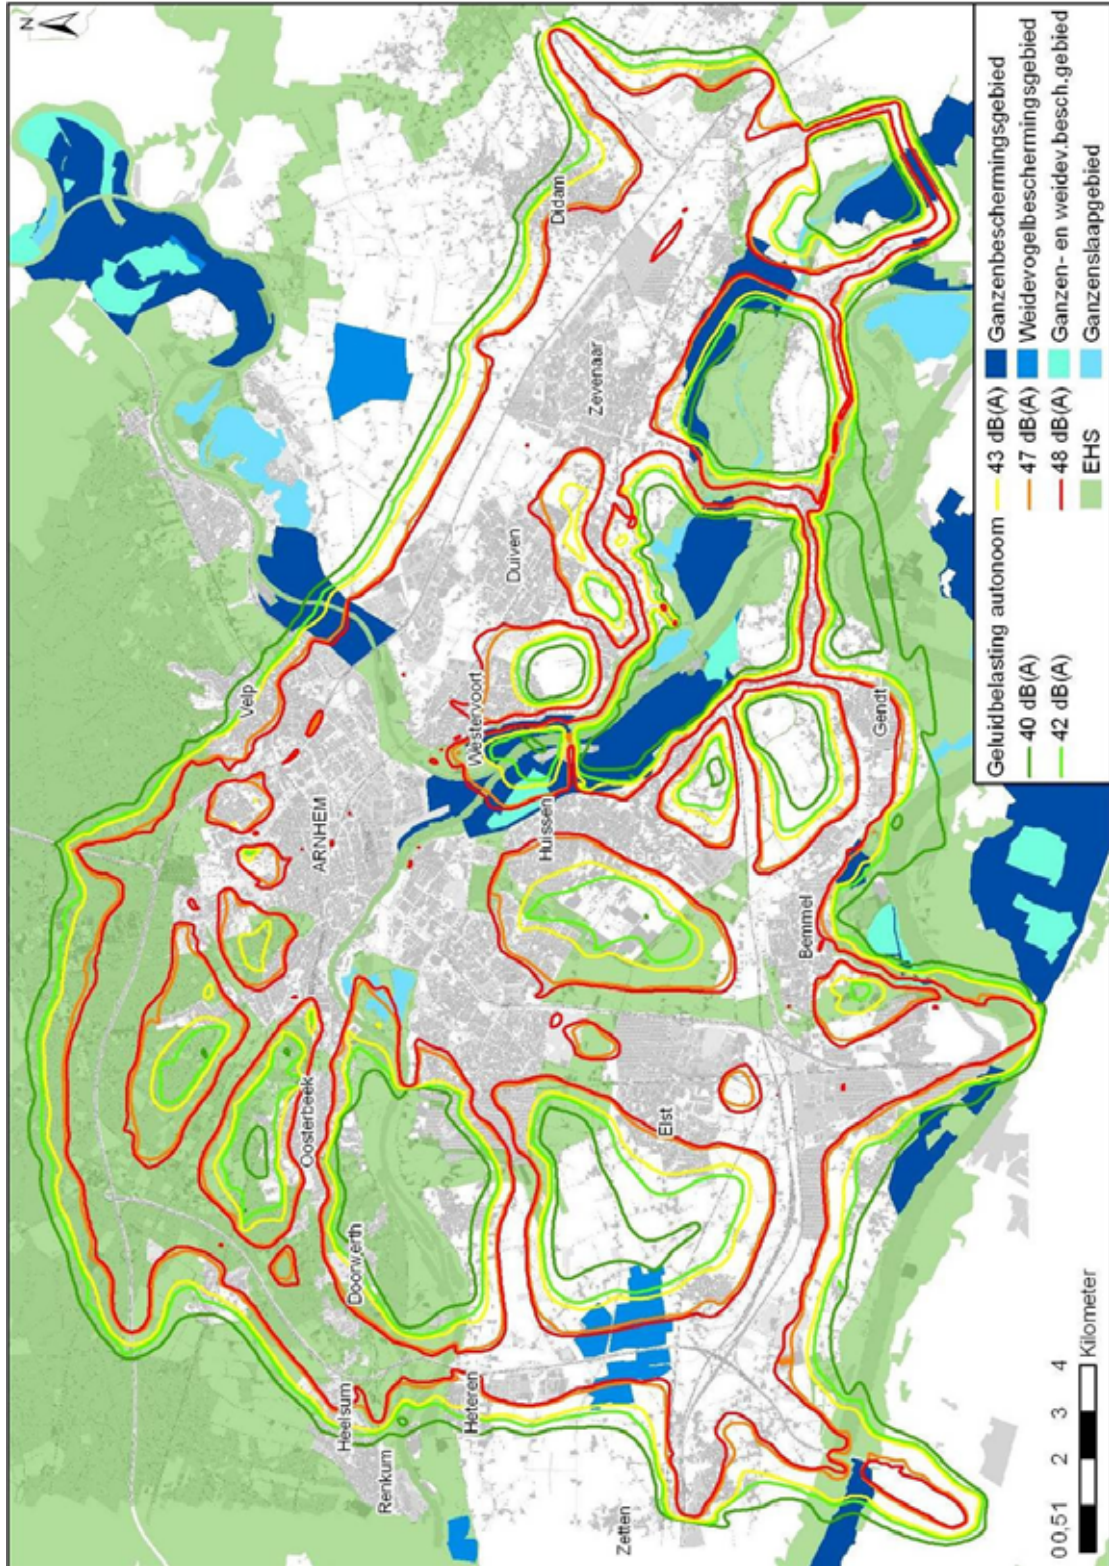 N
Velp
ARNHEM
Oosterbeek
Doorwerth
Heelsum
Renkum
Heteren
Zetten
Elst
Westervoort
Duiven
Didam
Zevenaar
Huissen
Bemmel
Gendt
0 0,51 2 3 4
Kilometer
Geluidbelasting autonoom
40 dB(A)
42 dB(A)
43 dB(A)
47 dB(A)
48 dB(A)
EHS
Ganzenbeschermingsgebied
Weidevogelbeschermingsgebied
Ganzen- en weidev.besch.gebied
Ganzenslaapgebied